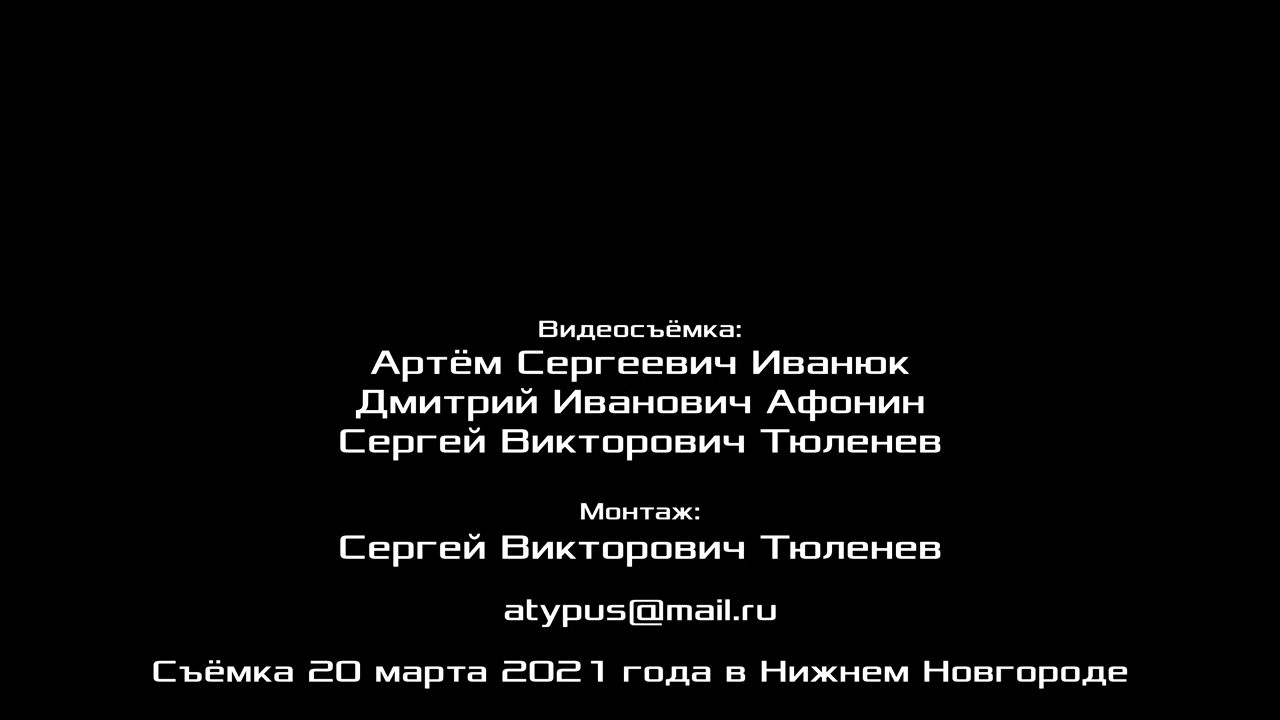 Видеосъёмка:
Артём Сергеевич Иванюк
Дмитрий Иванович Афонин
Сергей Викторович Тюленев
Монтаж:
Сергей Викторович Тюленев
atypus@mail.ru
Съёмка 20 марта 2021 года в Нижнем Новгороде